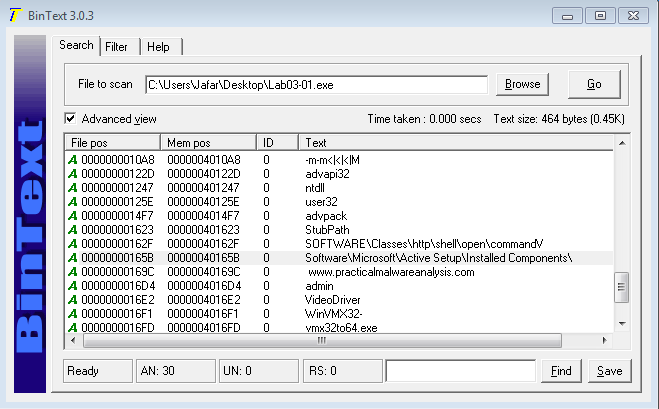 BinText 3.0.3
Search Filter Help
File to scan C:\Users\Jafar\Desktop\Lab03-01.exe Browse Go
Advanced view Time taken : 0.000 secs Text size: 464 bytes (0.45K)
File pos Mem pos ID Text
A 0000000010A8 0000004010A8 0 -m-m<|<|<|M
A 00000000122D 00000040122D 0 advapi32
A 000000001247 000000401247 0 ntdll
A 00000000125E 00000040125E 0 user32
A 0000000014F7 0000004014F7 0 advpack
A 000000001623 000000401623 0 StubPath
A 00000000162F 00000040162F 0 SOFTWARE\Classes\http\shell\open\commandV
A 00000000165B 00000040165B 0 Software\Microsoft\Active Setup\Installed Components\
A 00000000169C 00000040169C 0 www.practicalmalwareanalysis.com
A 0000000016D4 0000004016D4 0 admin
A 0000000016E2 0000004016E2 0 VideoDriver
A 0000000016F1 0000004016F1 0 WinVMX32-
A 0000000016FD 0000004016FD 0 vmx32to64.exe
Ready AN: 30 UN: 0 RS: 0 Find Save
BinText